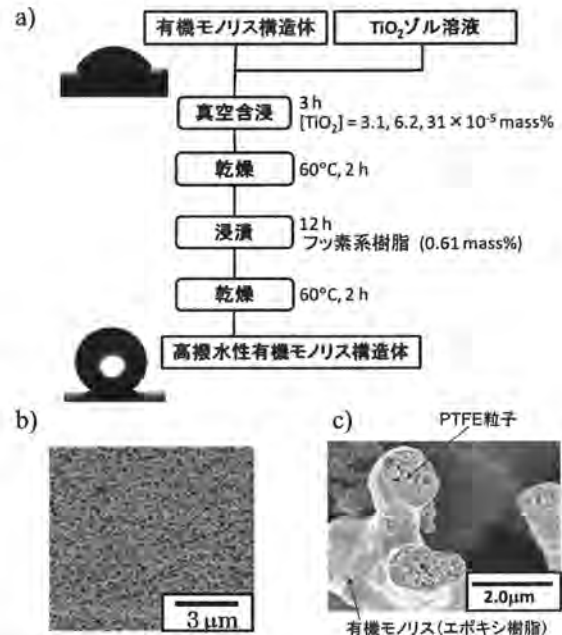 a)
有機モノリス構造体
TiO₂ゾル溶液
真空含浸
3 h
[TiO₂] = 3.1, 6.2, 31 × 10⁻⁵ mass%
乾燥
60°C, 2 h
浸漬
12 h
フッ素系樹脂 (0.61 mass%)
乾燥
60°C, 2 h
高撥水性有機モノリス構造体
b)
3 μm
c)
PTFE粒子
2.0μm
有機モノリス(エポキシ樹脂)